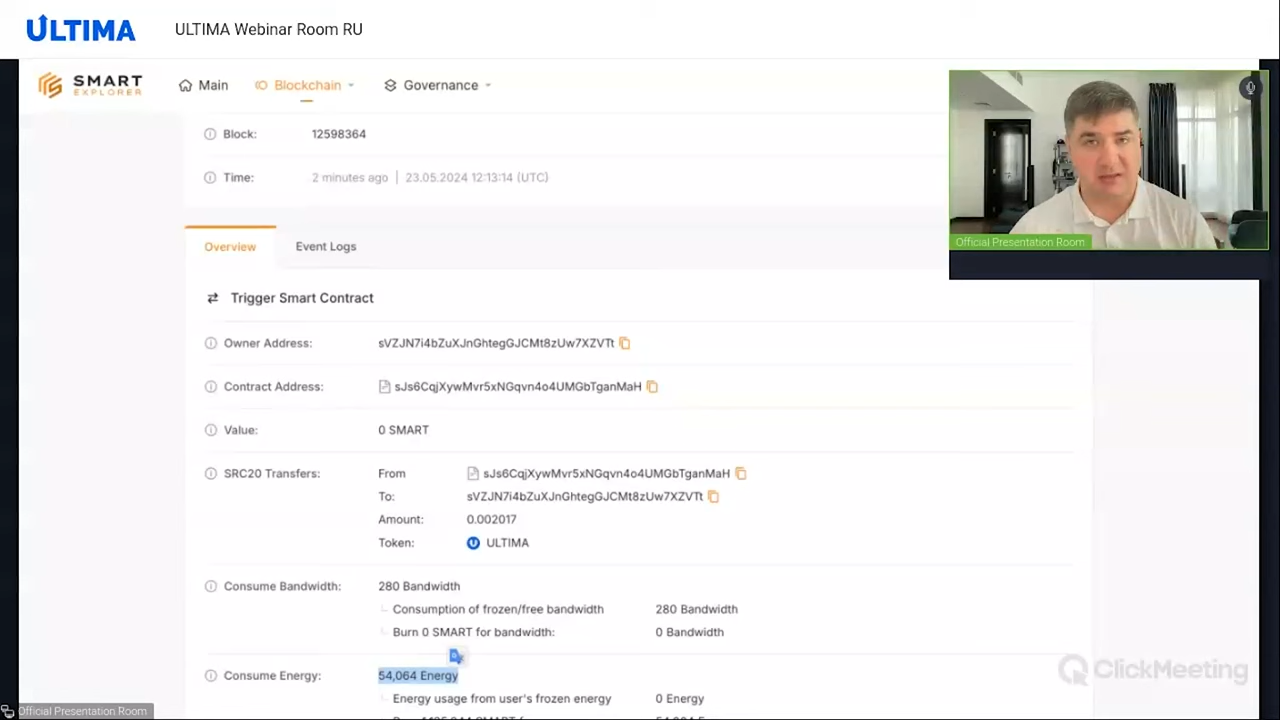 ULTIMA
ULTIMA Webinar Room RU
SMART
EXPLORER
Main
Blockchain
Governance
Block: 12598364
Time: 2 minutes ago | 23.05.2024 12:13:14 (UTC)
Official Presentation Room
Overview
Event Logs
Trigger Smart Contract
Owner Address: sVZJN7i4bZuXJnGhtegGJCMt8zUw7XZVTt
Contract Address: sJs6CqjXywMvr5xNGqvn4o4UMGbTganMaH
Value: 0 SMART
SRC20 Transfers: From sJs6CqjXywMvr5xNGqvn4o4UMGbTganMaH
To: sVZJN7i4bZuXJnGhtegGJCMt8zUw7XZVTt
Amount: 0.002017
Token: ULTIMA
Consume Bandwidth: 280 Bandwidth
Consumption of frozen/free bandwidth 280 Bandwidth
Burn 0 SMART for bandwidth: 0 Bandwidth
Consume Energy: 54,064 Energy
Energy usage from user's frozen energy 0 Energy
ClickMeeting
Official Presentation Room